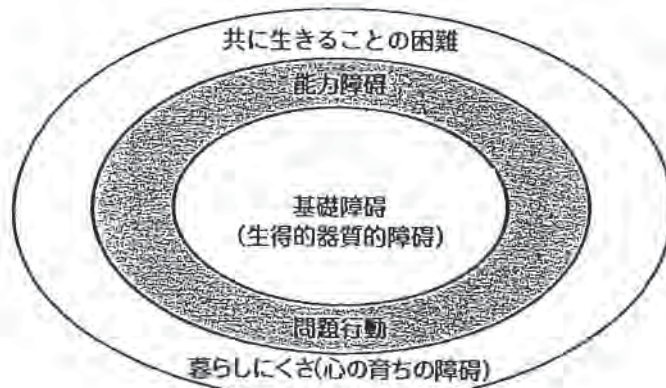 共に生きることの困難
能力障碍
基礎障碍
(生得的器質的障碍)
問題行動
暮らしにくさ(心の育ちの障碍)